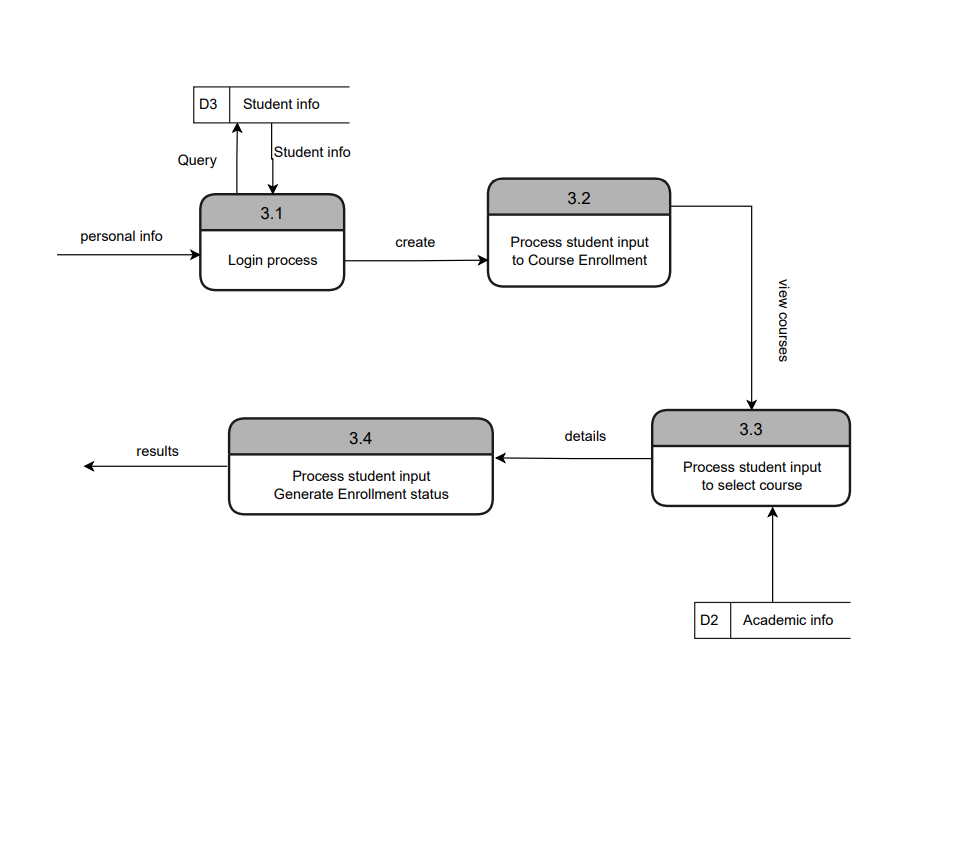 D3
Student info
Query
Student info
3.1
Login process
personal info
create
3.2
Process student input
to Course Enrollment
view courses
3.3
Process student input
to select course
details
3.4
Process student input
Generate Enrollment status
results
D2
Academic info